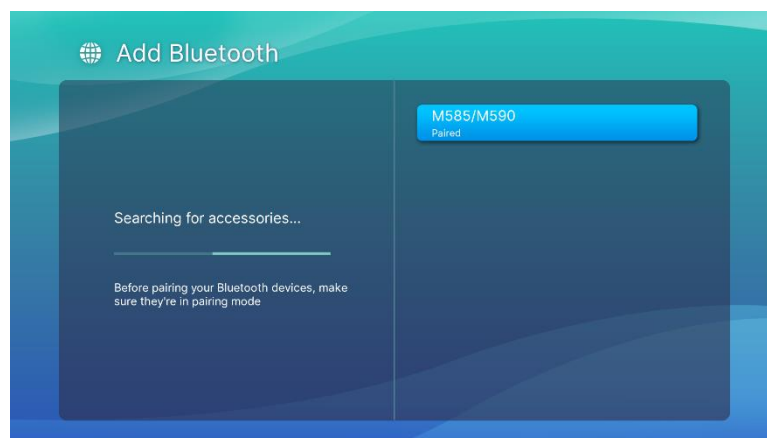 Add Bluetooth
Searching for accessories...
Before pairing your Bluetooth devices, make
sure they're in pairing mode
M585/M590
Paired